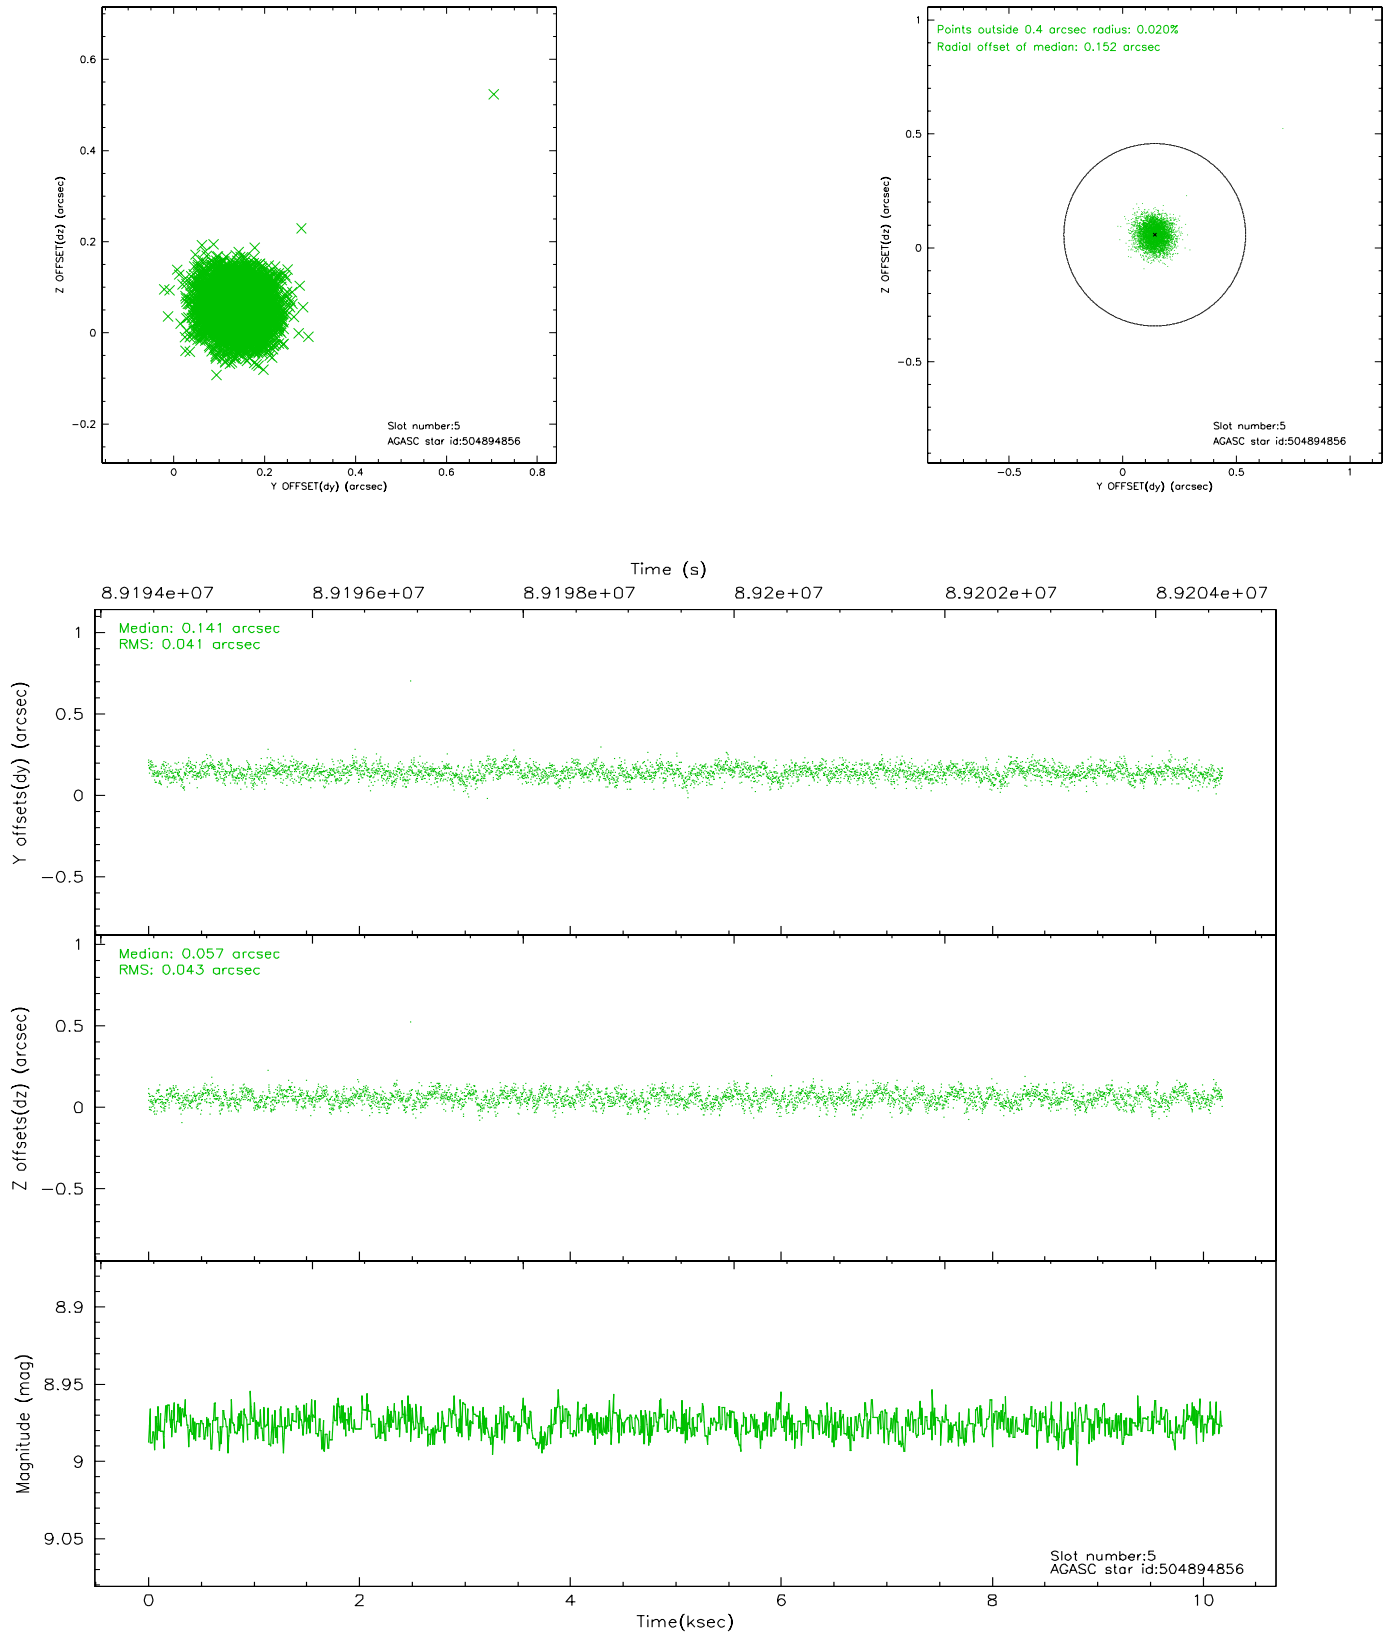 0.6
0.4
0.2
0
−0.2
Z OFFSET(dz) (arcsec)
Slot number:5
AGASC star id:504894856
0 0.2 0.4 0.6 0.8
Y OFFSET(dy) (arcsec)
Points outside 0.4 arcsec radius: 0.020%
Radial offset of median: 0.152 arcsec
1
0.5
0
−0.5
Z OFFSET(dz) (arcsec)
Slot number:5
AGASC star id:504894856
−0.5 0 0.5 1
Y OFFSET(dy) (arcsec)
Time (s)
8.9194e+07 8.9196e+07 8.9198e+07 8.92e+07 8.9202e+07 8.9204e+07
Median: 0.141 arcsec
RMS: 0.041 arcsec
1
0.5
0
−0.5
Y offsets(dy) (arcsec)
Median: 0.057 arcsec
RMS: 0.043 arcsec
1
0.5
0
−0.5
Z offsets(dz) (arcsec)
8.9
8.95
9
9.05
Magnitude (mag)
Slot number:5
AGASC star id:504894856
0 2 4 6 8 10
Time(ksec)